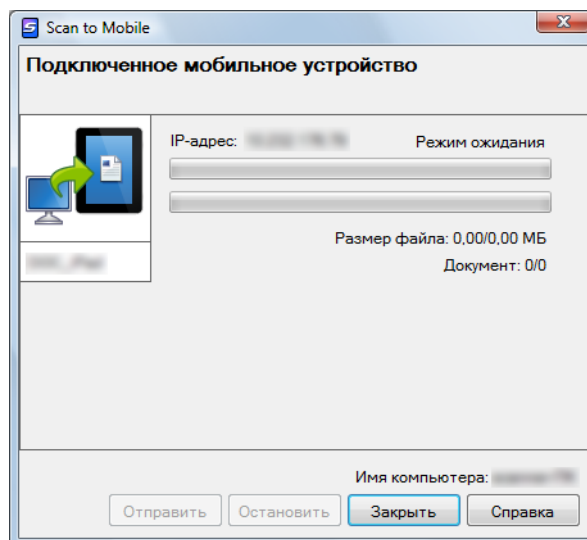 Scan to Mobile
Подключенное мобильное устройство
IP-адрес: Режим ожидания
Размер файла: 0,00/0,00 МБ
Документ: 0/0
Имя компьютера:
Отправить Остановить Закрыть Справка